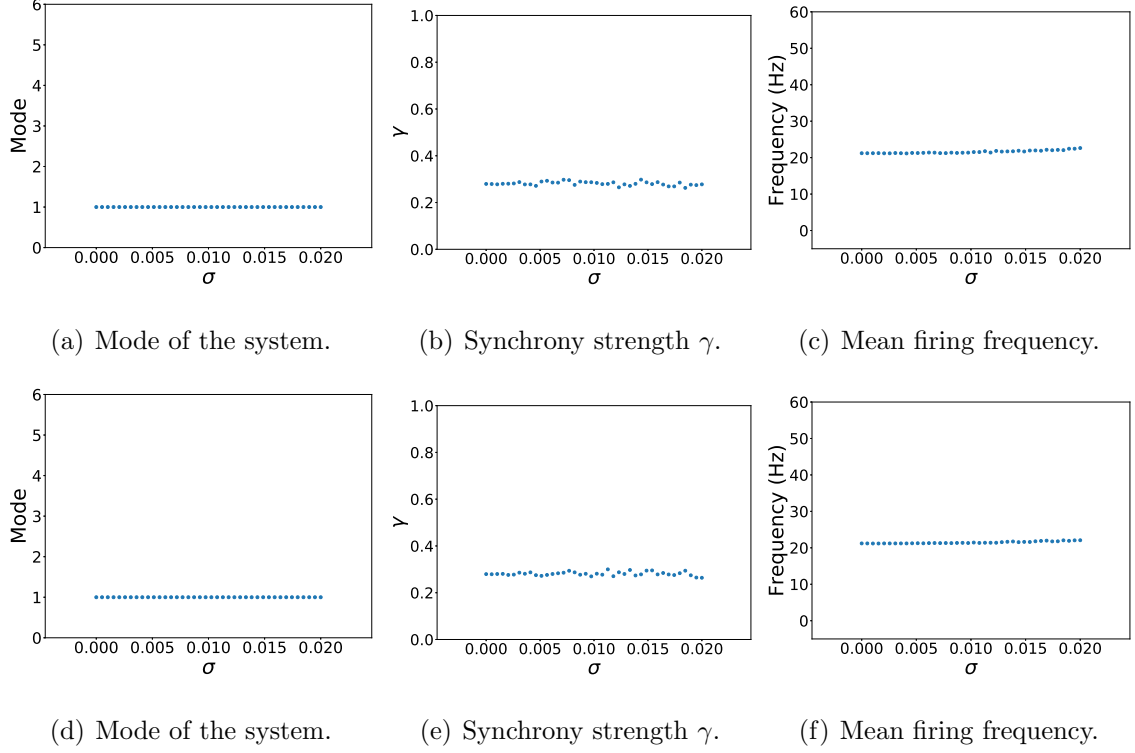 6
5
4
3
2
1
0
Mode
0.000 0.005 0.010 0.015 0.020
σ
1.0
0.8
0.6
0.4
0.2
0.0
γ
0.000 0.005 0.010 0.015 0.020
σ
60
50
40
30
20
10
0
Frequency (Hz)
0.000 0.005 0.010 0.015 0.020
σ
(a) Mode of the system.
(b) Synchrony strength γ.
(c) Mean firing frequency.
6
5
4
3
2
1
0
Mode
0.000 0.005 0.010 0.015 0.020
σ
1.0
0.8
0.6
0.4
0.2
0.0
γ
0.000 0.005 0.010 0.015 0.020
σ
60
50
40
30
20
10
0
Frequency (Hz)
0.000 0.005 0.010 0.015 0.020
σ
(d) Mode of the system.
(e) Synchrony strength γ.
(f) Mean firing frequency.